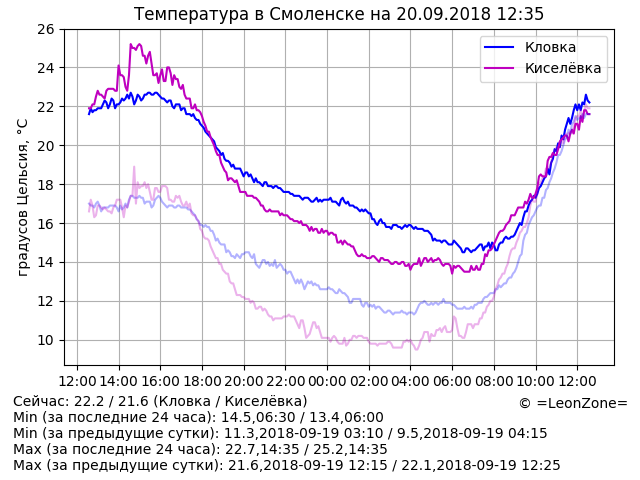 Температура в Смоленске на 20.09.2018 12:35
градусов Цельсия, °C
26
24
22
20
18
16
14
12
10
Кловка
Киселёвка
12:00 14:00 16:00 18:00 20:00 22:00 00:00 02:00 04:00 06:00 08:00 10:00 12:00
Сейчас: 22.2 / 21.6 (Кловка / Киселёвка)
© =LeonZone=
Min (за последние 24 часа): 14.5,06:30 / 13.4,06:00
Min (за предыдущие сутки): 11.3,2018-09-19 03:10 / 9.5,2018-09-19 04:15
Max (за последние 24 часа): 22.7,14:35 / 25.2,14:35
Max (за предыдущие сутки): 21.6,2018-09-19 12:15 / 22.1,2018-09-19 12:25